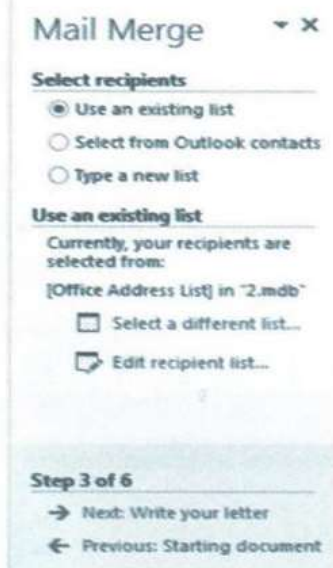 Mail Merge
Select recipients
Use an existing list
Select from Outlook contacts
Type a new list
Use an existing list
Currently, your recipients are
selected from:
[Office Address List] in "2.mdb"
Select a different list...
Edit recipient list...
Step 3 of 6
Next: Write your letter
Previous: Starting document